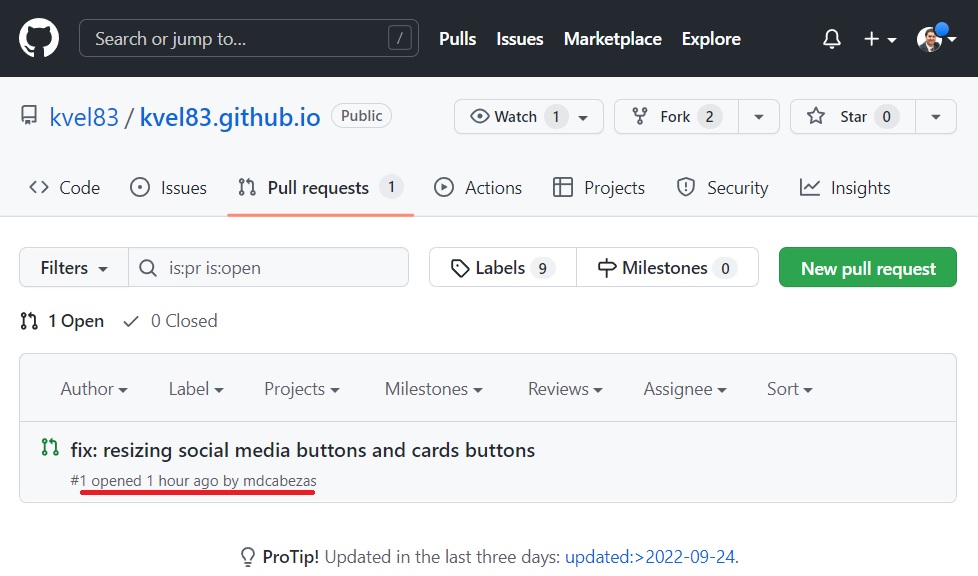 Search or jump to... / Pulls Issues Marketplace Explore
kvel83 / kvel83.github.io Public Watch 1 Fork 2 Star 0
Code Issues Pull requests 1 Actions Projects Security Insights
Filters is:pr is:open Labels 9 Milestones 0 New pull request
1 Open 0 Closed
Author Label Projects Milestones Reviews Assignee Sort
fix: resizing social media buttons and cards buttons
#1 opened 1 hour ago by mdcabezas
ProTip! Updated in the last three days: updated:>2022-09-24.